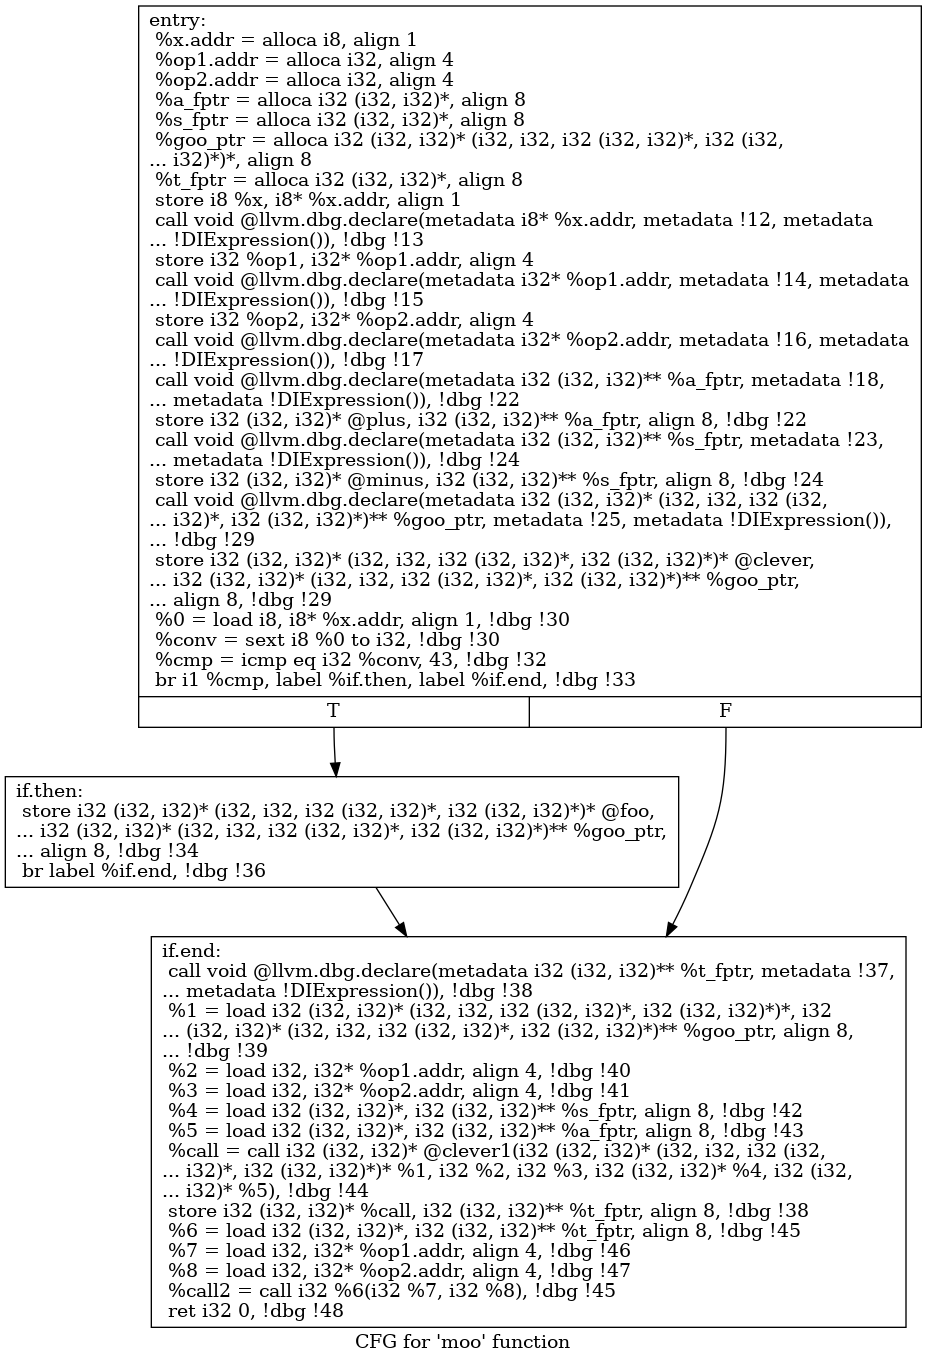 entry:
%x.addr = alloca i8, align 1
%op1.addr = alloca i32, align 4
%op2.addr = alloca i32, align 4
%a_fptr = alloca i32 (i32, i32)*, align 8
%s_fptr = alloca i32 (i32, i32)*, align 8
%goo_ptr = alloca i32 (i32, i32)* (i32, i32, i32 (i32, i32)*, i32 (i32,
... i32)*)*, align 8
%t_fptr = alloca i32 (i32, i32)*, align 8
store i8 %x, i8* %x.addr, align 1
call void @llvm.dbg.declare(metadata i8* %x.addr, metadata !12, metadata
... !DIExpression()), !dbg !13
store i32 %op1, i32* %op1.addr, align 4
call void @llvm.dbg.declare(metadata i32* %op1.addr, metadata !14, metadata
... !DIExpression()), !dbg !15
store i32 %op2, i32* %op2.addr, align 4
call void @llvm.dbg.declare(metadata i32* %op2.addr, metadata !16, metadata
... !DIExpression()), !dbg !17
call void @llvm.dbg.declare(metadata i32 (i32, i32)** %a_fptr, metadata !18,
... metadata !DIExpression()), !dbg !22
store i32 (i32, i32)* @plus, i32 (i32, i32)** %a_fptr, align 8, !dbg !22
call void @llvm.dbg.declare(metadata i32 (i32, i32)** %s_fptr, metadata !23,
... metadata !DIExpression()), !dbg !24
store i32 (i32, i32)* @minus, i32 (i32, i32)** %s_fptr, align 8, !dbg !24
call void @llvm.dbg.declare(metadata i32 (i32, i32)* (i32, i32, i32 (i32,
... i32)*, i32 (i32, i32)*)** %goo_ptr, metadata !25, metadata !DIExpression()),
... !dbg !29
store i32 (i32, i32)* (i32, i32, i32 (i32, i32)*, i32 (i32, i32)*)* @clever,
... i32 (i32, i32)* (i32, i32, i32 (i32, i32)*, i32 (i32, i32)*)** %goo_ptr,
... align 8, !dbg !29
%0 = load i8, i8* %x.addr, align 1, !dbg !30
%conv = sext i8 %0 to i32, !dbg !30
%cmp = icmp eq i32 %conv, 43, !dbg !32
br i1 %cmp, label %if.then, label %if.end, !dbg !33
T
F
if.then:
store i32 (i32, i32)* (i32, i32, i32 (i32, i32)*, i32 (i32, i32)*)* @foo,
... i32 (i32, i32)* (i32, i32, i32 (i32, i32)*, i32 (i32, i32)*)** %goo_ptr,
... align 8, !dbg !34
br label %if.end, !dbg !36
if.end:
call void @llvm.dbg.declare(metadata i32 (i32, i32)** %t_fptr, metadata !37,
... metadata !DIExpression()), !dbg !38
%1 = load i32 (i32, i32)* (i32, i32, i32 (i32, i32)*, i32 (i32, i32)*)*, i32
... (i32, i32)* (i32, i32, i32 (i32, i32)*, i32 (i32, i32)*)** %goo_ptr, align 8,
... !dbg !39
%2 = load i32, i32* %op1.addr, align 4, !dbg !40
%3 = load i32, i32* %op2.addr, align 4, !dbg !41
%4 = load i32 (i32, i32)*, i32 (i32, i32)** %s_fptr, align 8, !dbg !42
%5 = load i32 (i32, i32)*, i32 (i32, i32)** %a_fptr, align 8, !dbg !43
%call = call i32 (i32, i32)* @clever1(i32 (i32, i32)* (i32, i32, i32 (i32,
... i32)*, i32 (i32, i32)*)* %1, i32 %2, i32 %3, i32 (i32, i32)* %4, i32 (i32,
... i32)* %5), !dbg !44
store i32 (i32, i32)* %call, i32 (i32, i32)** %t_fptr, align 8, !dbg !38
%6 = load i32 (i32, i32)*, i32 (i32, i32)** %t_fptr, align 8, !dbg !45
%7 = load i32, i32* %op1.addr, align 4, !dbg !46
%8 = load i32, i32* %op2.addr, align 4, !dbg !47
%call2 = call i32 %6(i32 %7, i32 %8), !dbg !45
ret i32 0, !dbg !48
CFG for 'moo' function